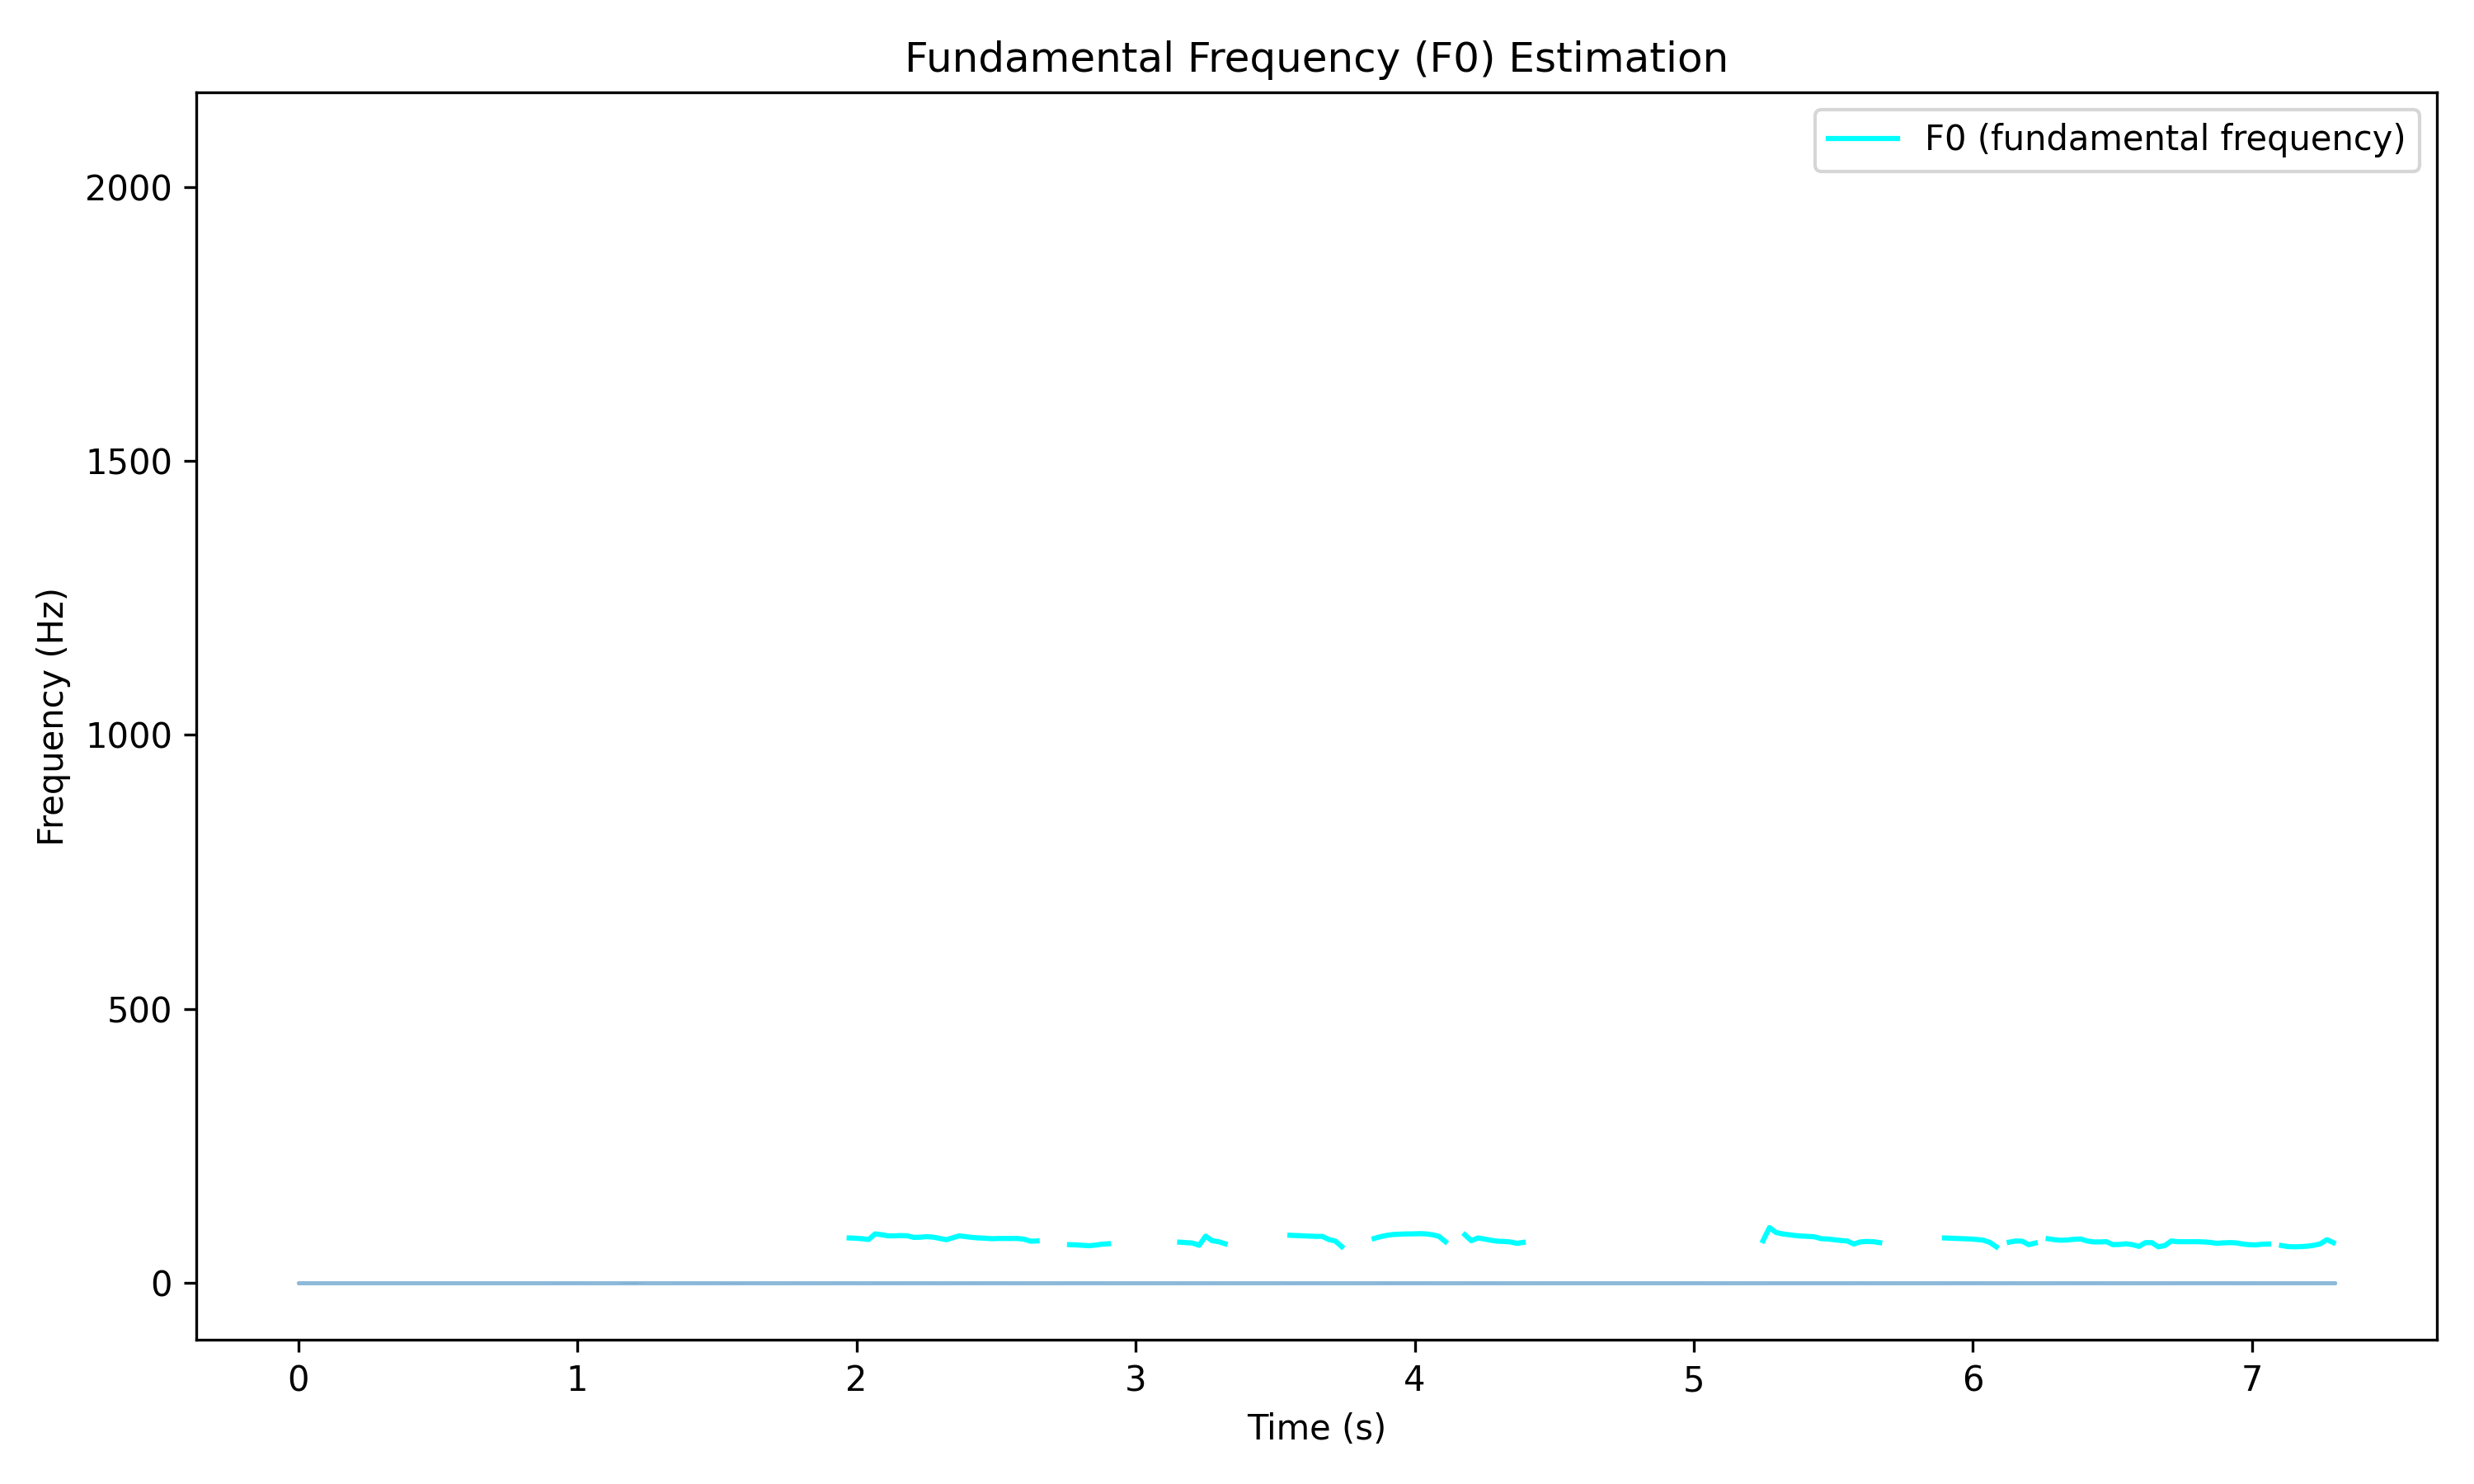 Fundamental Frequency (F0) Estimation
F0 (fundamental frequency)
2000
1500
1000
500
0
Frequency (Hz)
0 1 2 3 4 5 6 7
Time (s)